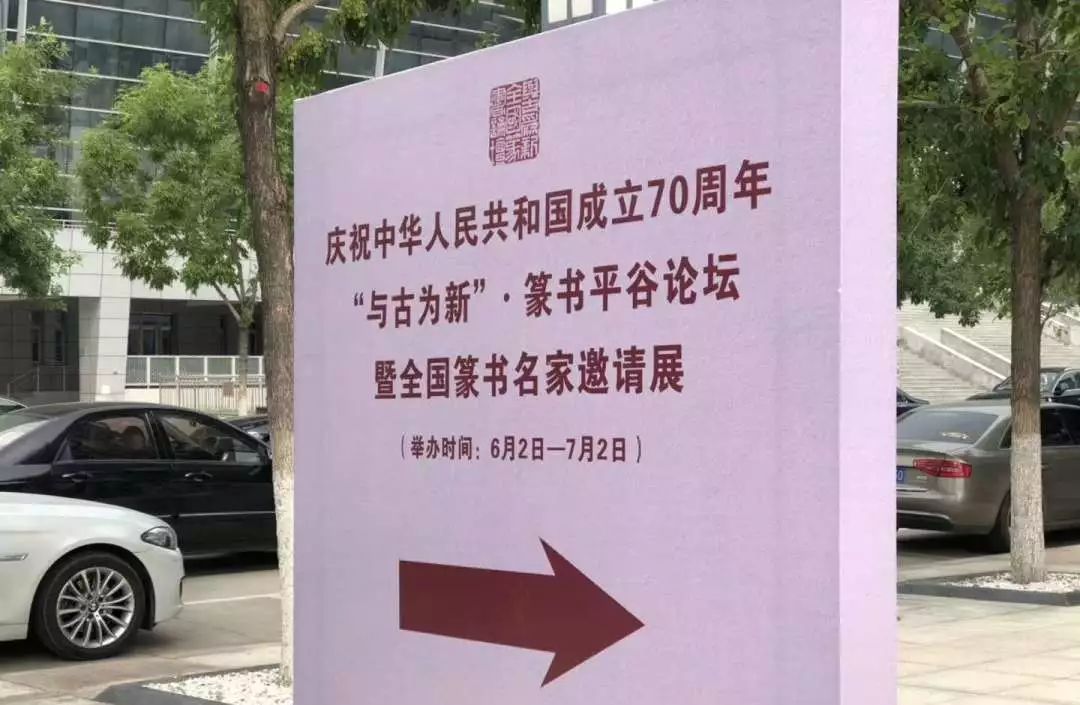 庆祝中华人民共和国成立70周年
“与古为新”·篆书平谷论坛
暨全国篆书名家邀请展
（举办时间：6月2日—7月2日）